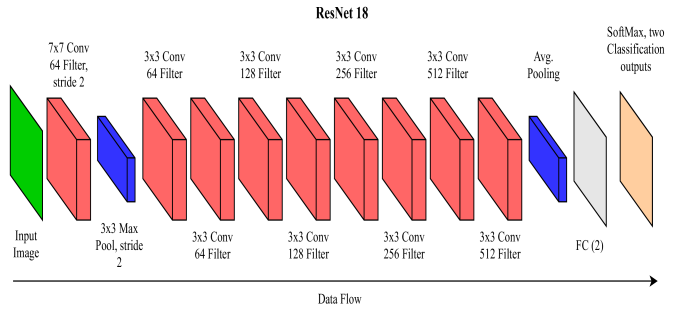 ResNet 18
7x7 Conv
64 Filter,
stride 2
3x3 Conv
64 Filter
3x3 Conv
128 Filter
3x3 Conv
256 Filter
3x3 Conv
512 Filter
Avg.
Pooling
SoftMax, two
Classification
outputs
Input
Image
3x3 Max
Pool, stride
2
3x3 Conv
64 Filter
3x3 Conv
128 Filter
3x3 Conv
256 Filter
3x3 Conv
512 Filter
FC (2)
Data Flow